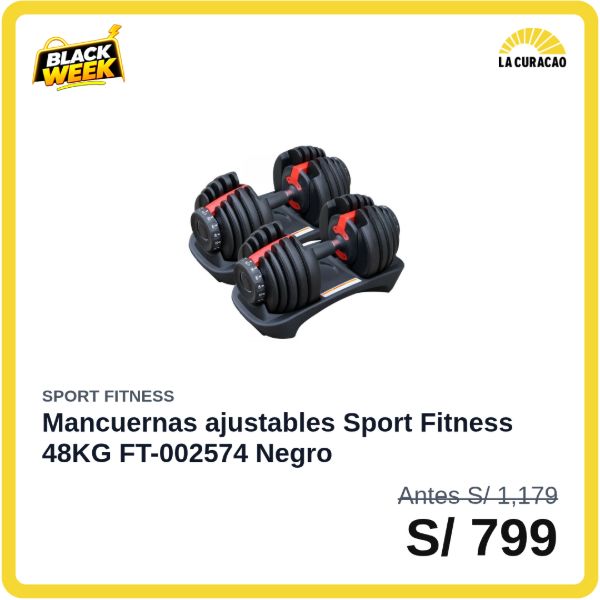 BLACK
WEEK
LA CURACAO
SPORT FITNESS
Mancuernas ajustables Sport Fitness
48KG FT-002574 Negro
Antes S/ 1,179
S/ 799